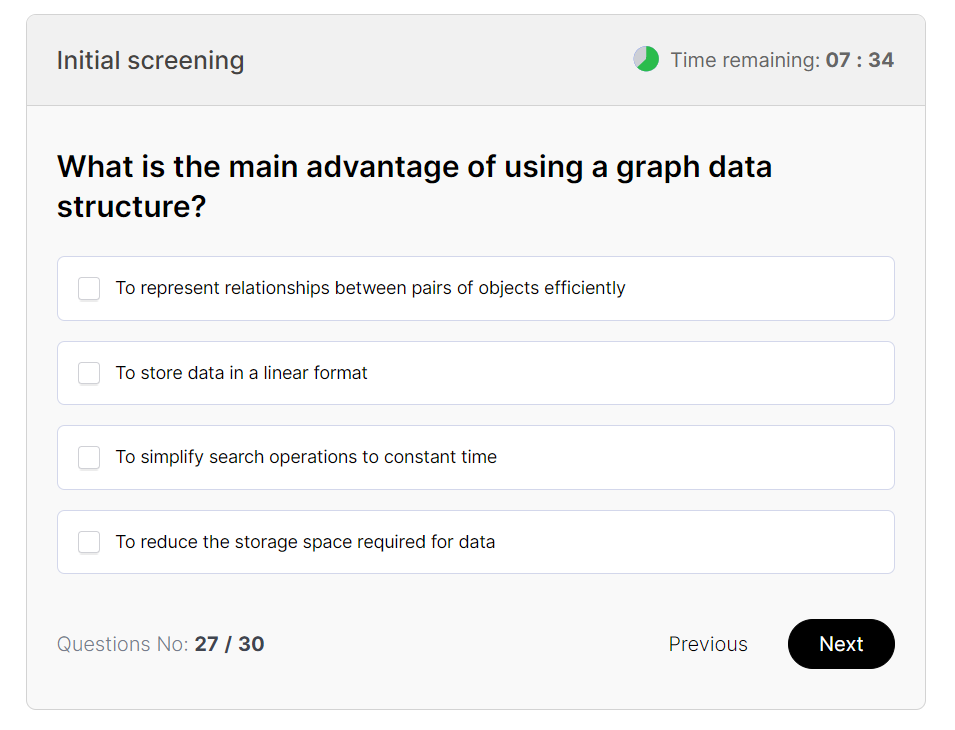 Initial screening
Time remaining: 07 : 34
What is the main advantage of using a graph data
structure?
To represent relationships between pairs of objects efficiently
To store data in a linear format
To simplify search operations to constant time
To reduce the storage space required for data
Questions No: 27 / 30
Previous
Next